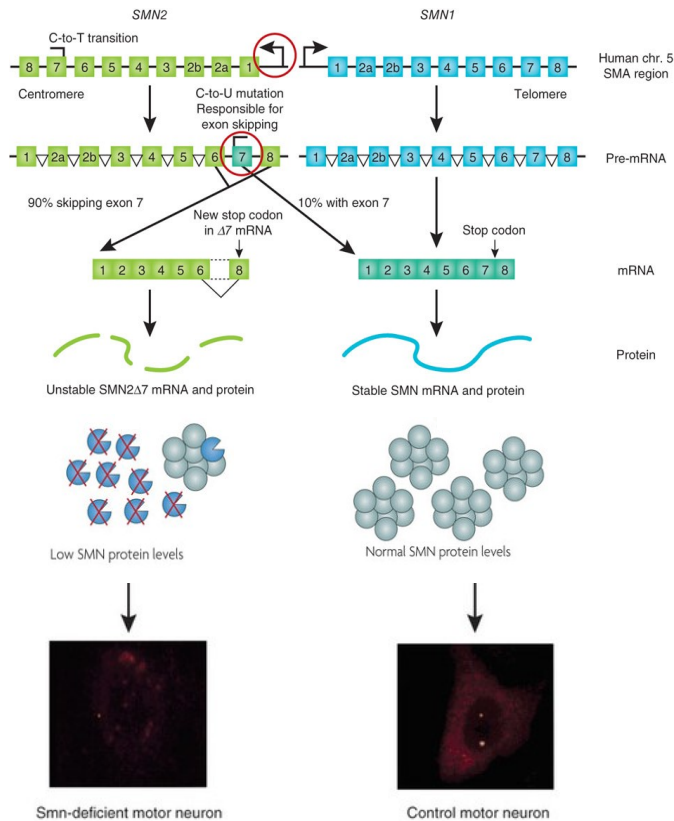 SMN2
SMN1
C-to-T transition
8 7 6 5 4 3 2b 2a 1
1 2a 2b 3 4 5 6 7 8
Human chr. 5
SMA region
Centromere
Telomere
C-to-U mutation
Responsible for
exon skipping
1 2a 2b 3 4 5 6 7 8
1 2a 2b 3 4 5 6 7 8
Pre-mRNA
90% skipping exon 7
10% with exon 7
New stop codon
in Δ7 mRNA
Stop codon
1 2 3 4 5 6 8
1 2 3 4 5 6 7 8
mRNA
Protein
Unstable SMN2Δ7 mRNA and protein
Stable SMN mRNA and protein
Low SMN protein levels
Normal SMN protein levels
Smn-deficient motor neuron
Control motor neuron